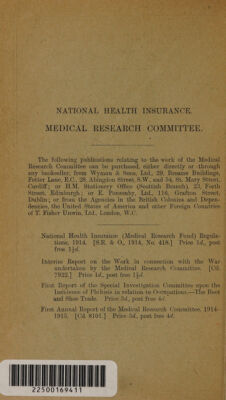 NATIONAL HEALTH INSURANCE.
MEDICAL RESEARCH COMMITTEE.
The following publications relating to the work of the Medical
Research Committee can be purchased, either directly or through
any bookseller, from Wyman & Sons, Ltd., 29, Breams Buildings,
Fetter Lane, E.C., 28, Abingdon Street, S.W., and 54, St. Mary Street,
Cardiff; or H.M. Stationery Office (Scottish Branch), 23, Forth
Street, Edinburgh; or E. Ponsonby, Ltd., 116, Grafton Street,
Dublin; or from the Agencies in the British Colonies and Depen-
dencies, the United States of America and other Foreign Countries
of T. Fisher Unwin, Ltd., London, W.C.
National Health Insurance (Medical Research Fund) Regula-
tions, 1914. [S.R. & O., 1914, No. 418.] Price 1d., post
free 1½d.
Interim Report on the Work in connection with the War
undertaken by the Medical Research Committee. [Cd.
7922.] Price 1d., post free 1½d.
First Report of the Special Investigation Committee upon the
Incidence of Phthisis in relation to Occupations.—The Boot
and Shoe Trade. Price 3d., post free 4d.
First Annual Report of the Medical Research Committee, 1914-
1915. [Cd. 8101.] Price 3d., post free 4d.
22500169411